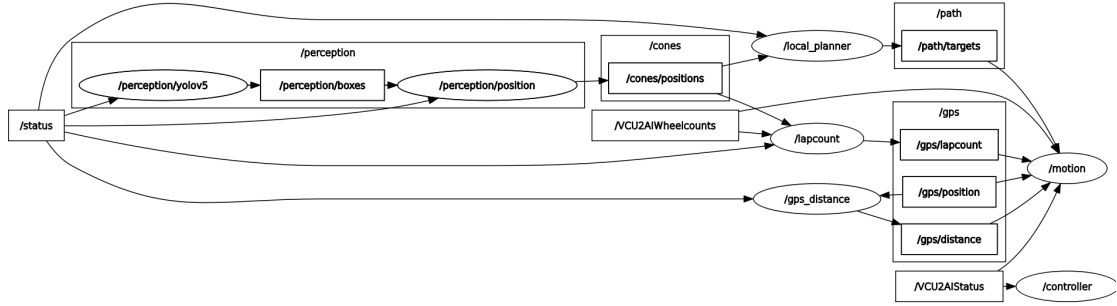 /path
/path/targets
/local_planner
/cones
/cones/positions
/perception
/perception/yolov5
/perception/boxes
/perception/position
/status
/VCU2AIWheelcounts
/lapcount
/gps
/gps/lapcount
/motion
/gps/position
/gps_distance
/gps/distance
/VCU2AIStatus
/controller